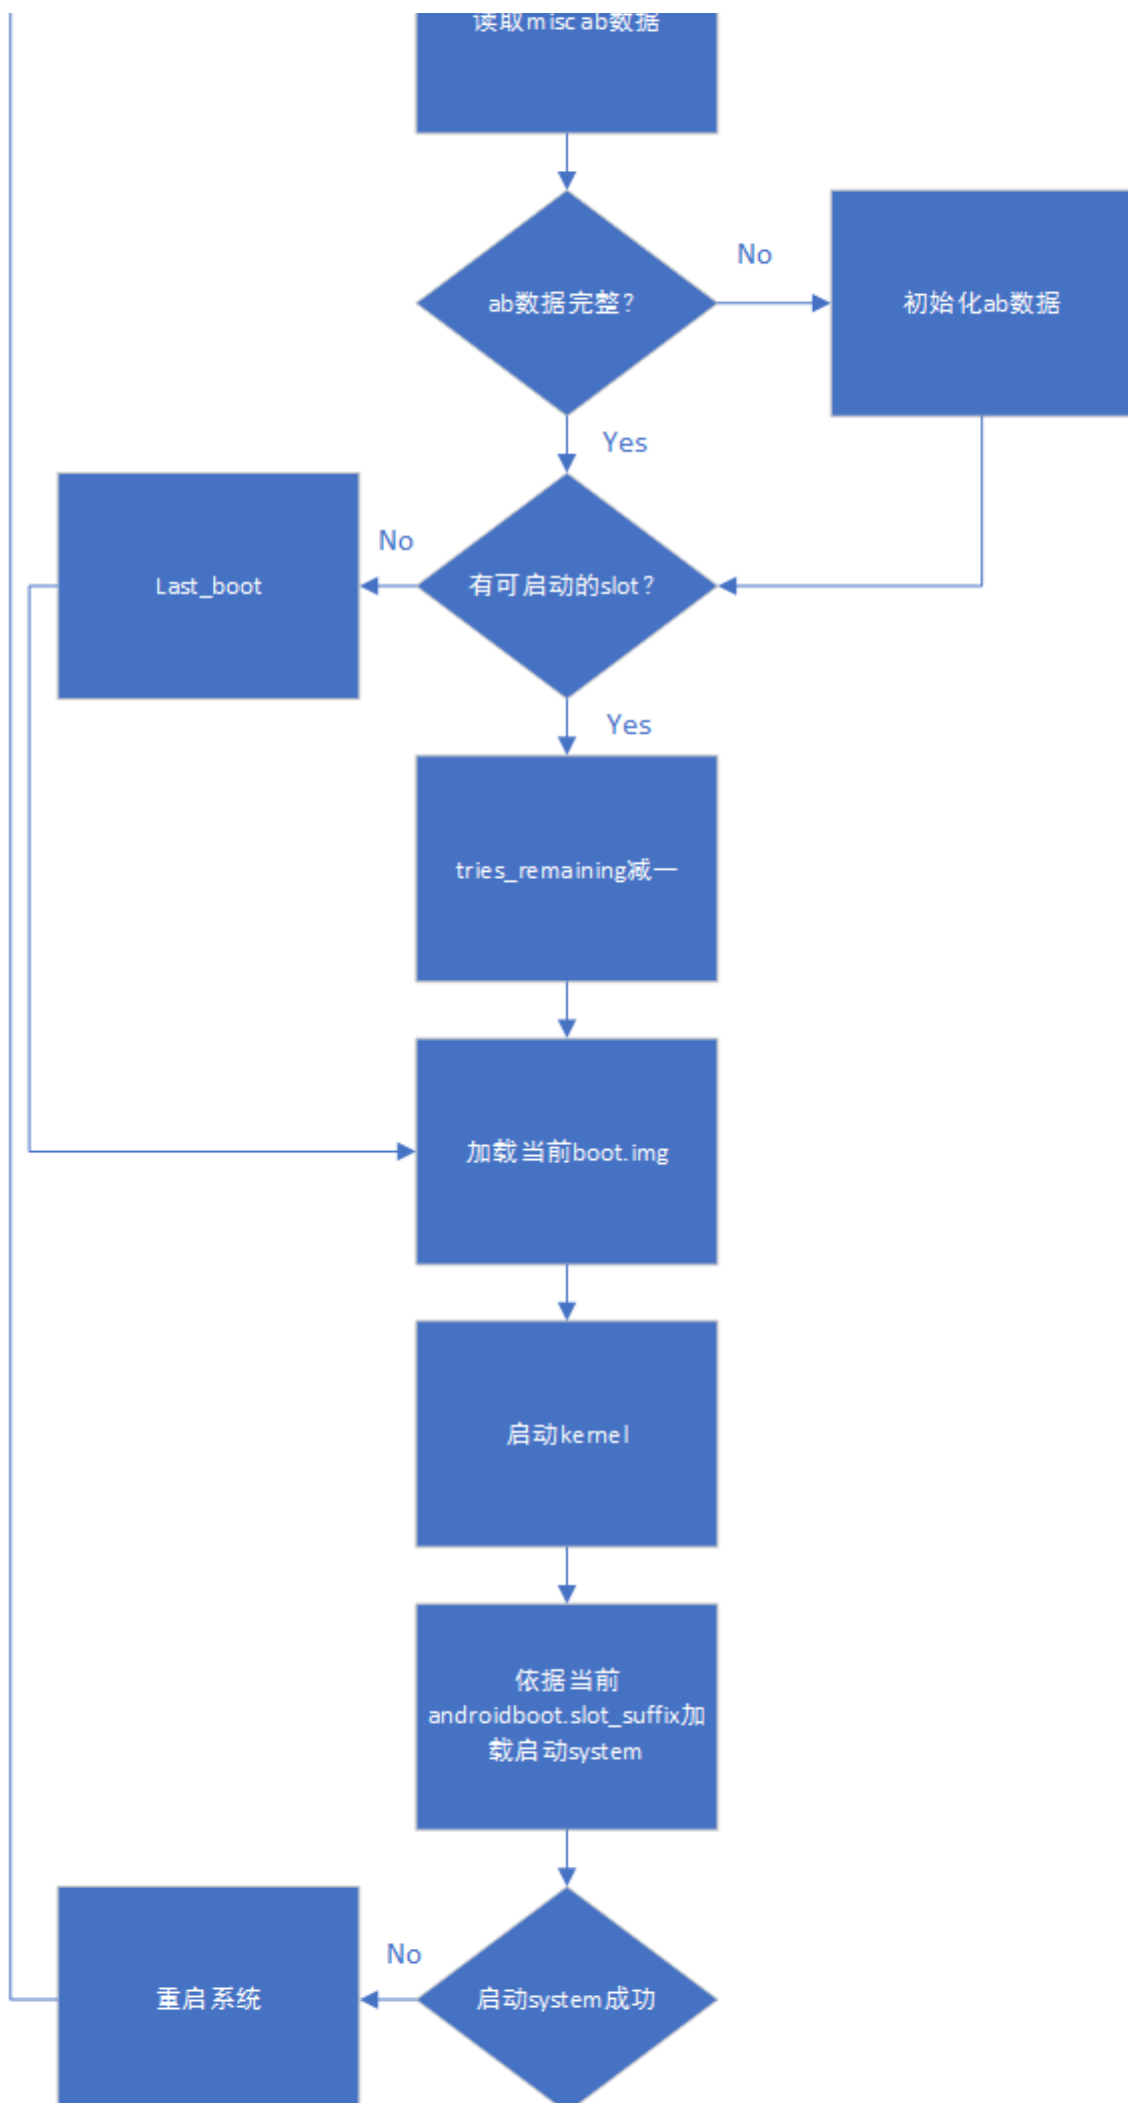 读取misc ab数据
No
ab数据完整？
初始化ab数据
Yes
No
Last_boot
有可启动的slot？
Yes
tries_remaining减一
加载当前boot.img
启动kernel
依据当前
androidboot.slot_suffix加
载启动system
No
重启系统
启动system成功